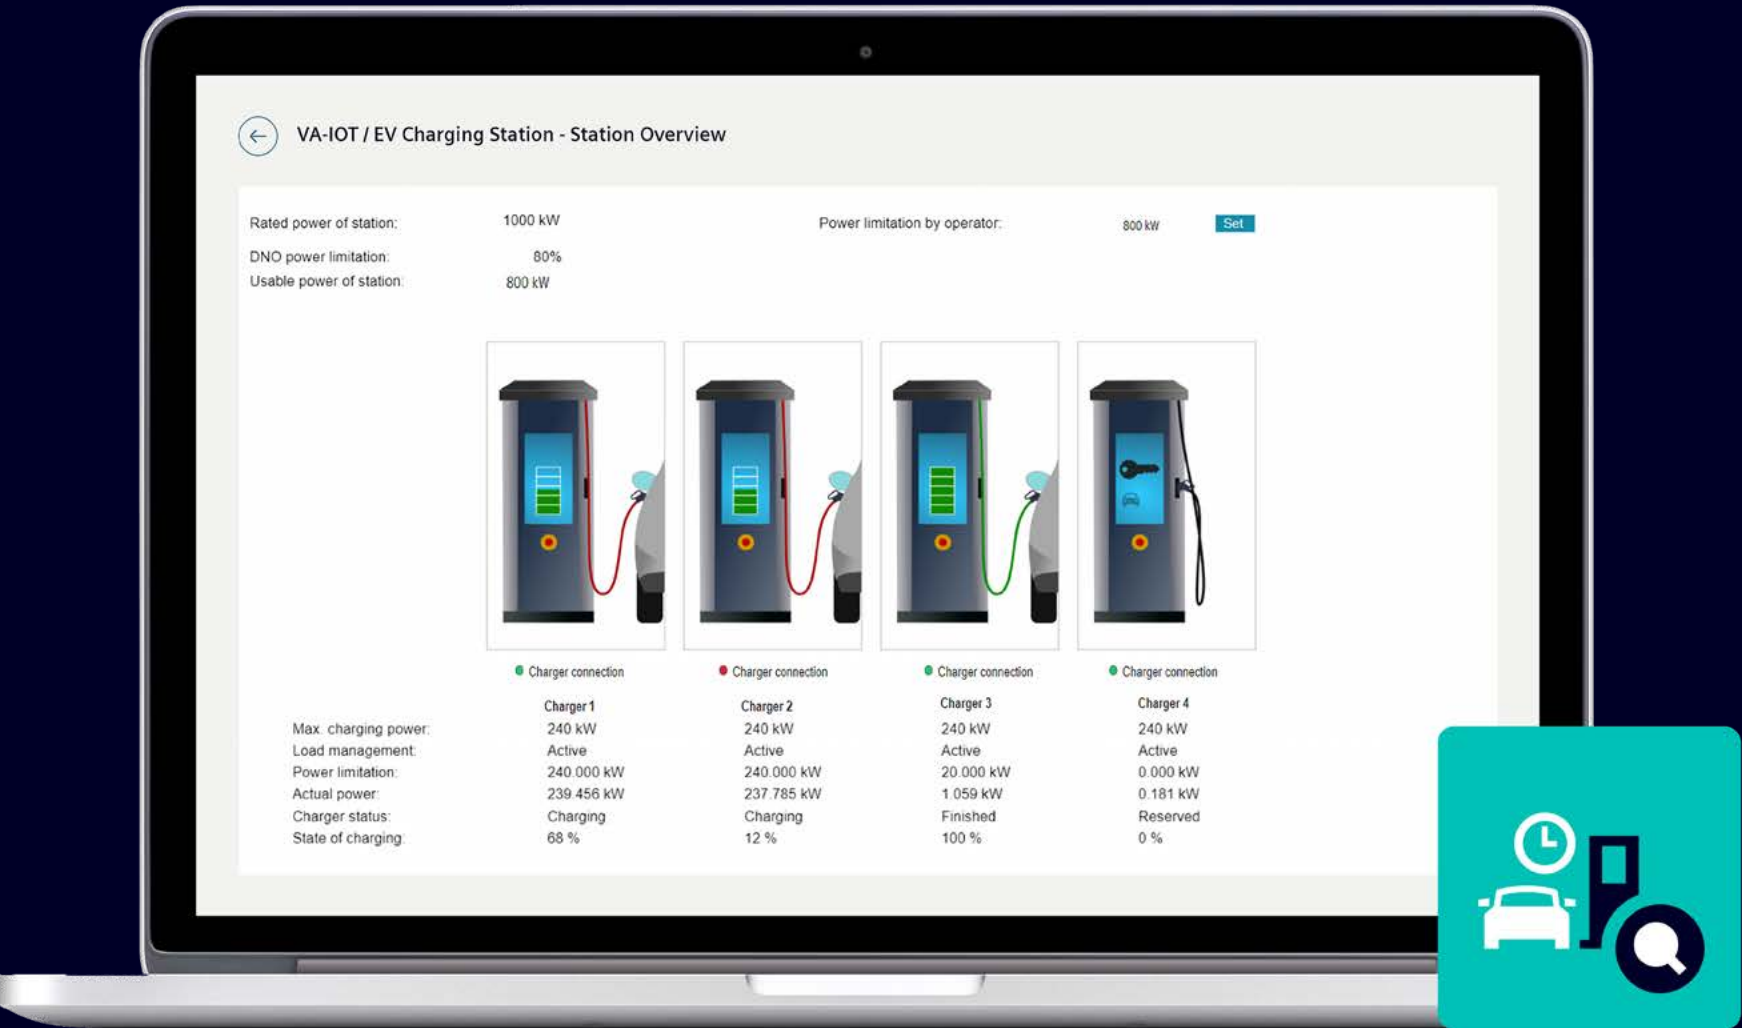 VA-IOT / EV Charging Station - Station Overview
Rated power of station: 1000 kW Power limitation by operator: 800 kW Set
DNO power limitation: 80%
Usable power of station: 800 kW
Charger connection Charger connection Charger connection Charger connection
Charger 1 Charger 2 Charger 3 Charger 4
Max. charging power: 240 kW 240 kW 240 kW 240 kW
Load management: Active Active Active Active
Power limitation: 240.000 kW 240.000 kW 20.000 kW 0.000 kW
Actual power: 239.456 kW 237.785 kW 1.059 kW 0.181 kW
Charger status: Charging Charging Finished Reserved
State of charging: 68 % 12 % 100 % 0 %